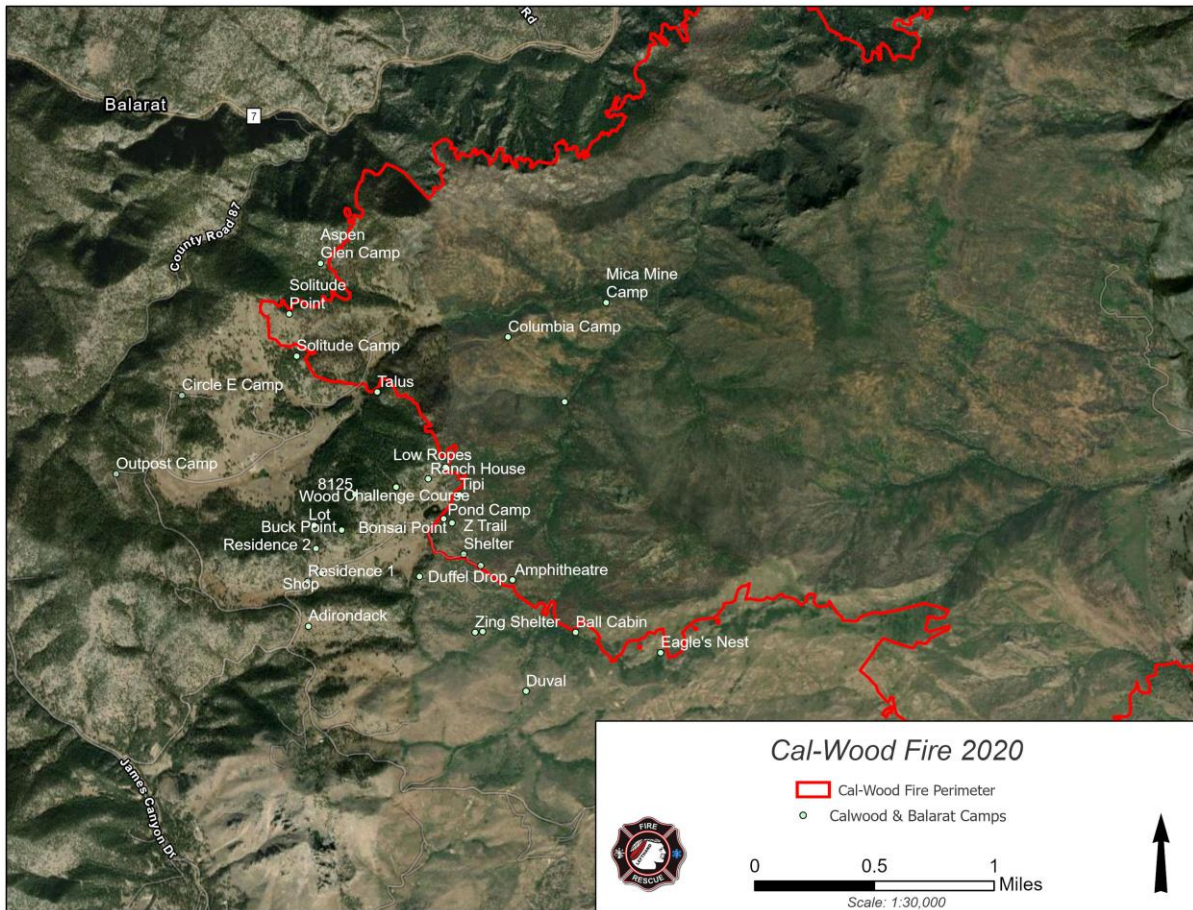 Rd
Balarat
7
County Road 87
Aspen
Glen Camp
Solitude
Point
Mica Mine
Camp
Columbia Camp
Solitude Camp
Circle E Camp
Talus
Outpost Camp
Low Ropes
Ranch House
8125
Tipi
Wood
Challenge Course
Lot
Pond Camp
Buck Point
Bonsai Point
Z Trail
Residence 2
Shelter
Residence 1
Duffel Drop
Amphitheatre
Shop
Adirondack
Zing Shelter
Ball Cabin
Eagle's Nest
Duval
James Canyon Dr
Cal-Wood Fire 2020
Cal-Wood Fire Perimeter
Calwood & Balarat Camps
FIRE
RESCUE
0
0.5
1
Miles
Scale: 1:30,000